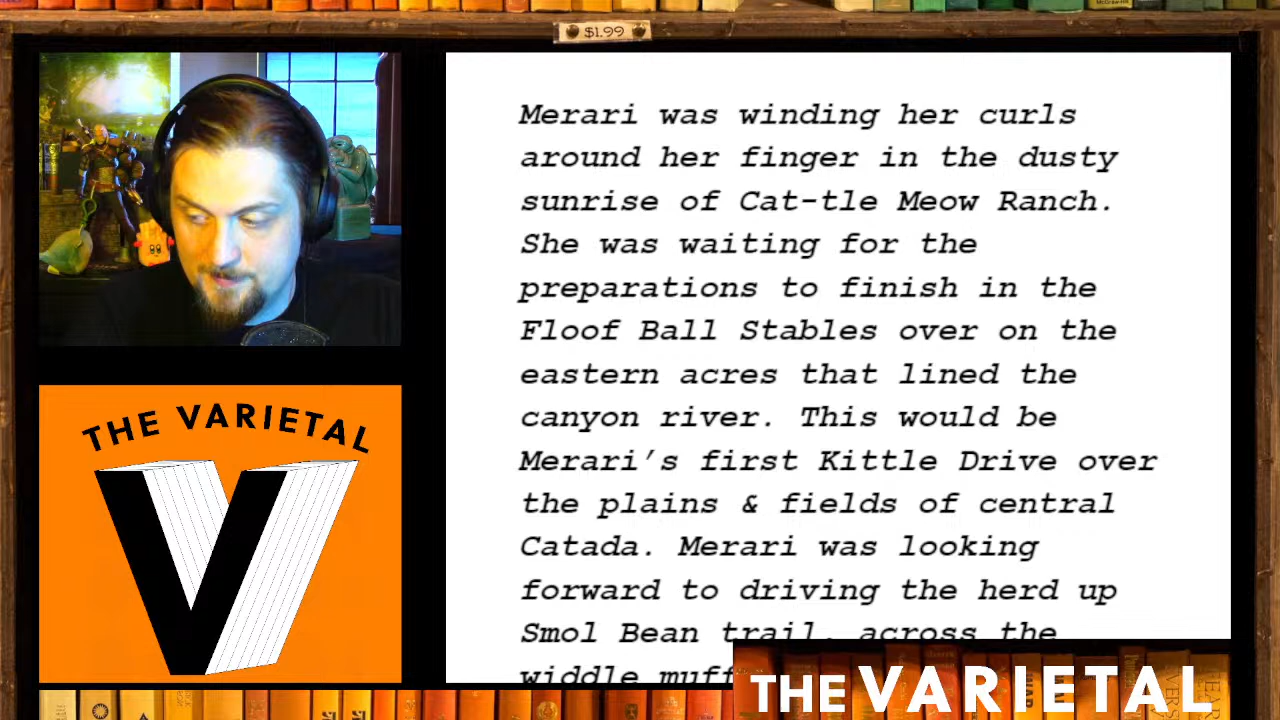 $1.99
Merari was winding her curls
around her finger in the dusty
sunrise of Cat-tle Meow Ranch.
She was waiting for the
preparations to finish in the
Floof Ball Stables over on the
eastern acres that lined the
canyon river. This would be
Merari’s first Kittle Drive over
the plains & fields of central
Catada. Merari was looking
forward to driving the herd up
Smol Bean trail, across the
widdle muff
THE VARIETAL
THE VARIETAL